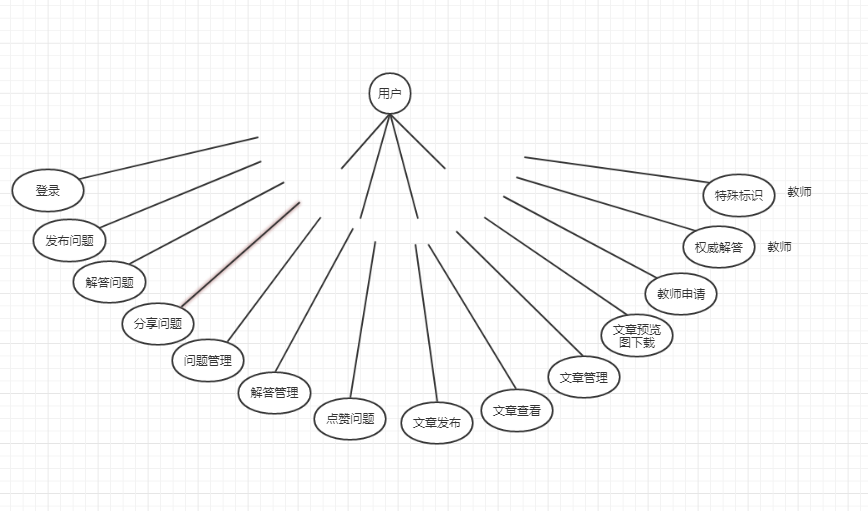 用户
登录
发布问题
解答问题
分享问题
问题管理
解答管理
点赞问题
文章发布
文章查看
文章管理
文章预览
图下载
教师申请
权威解答
教师
特殊标识
教师